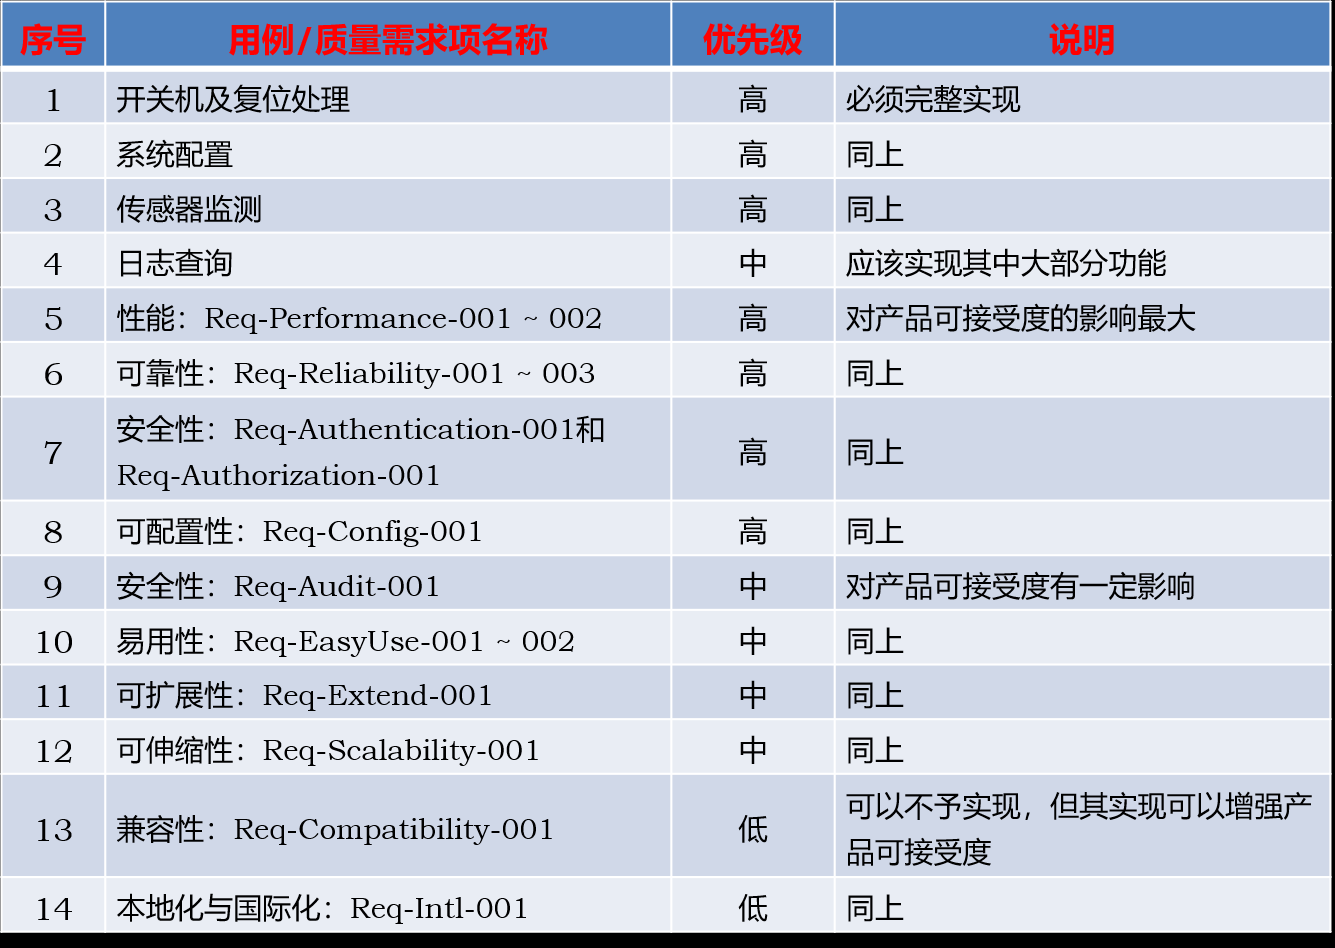 序号 用例/质量需求项名称 优先级 说明
1 开关机及复位处理 高 必须完整实现
2 系统配置 高 同上
3 传感器监测 高 同上
4 日志查询 中 应该实现其中大部分功能
5 性能：Req-Performance-001 ~ 002 高 对产品可接受度的影响最大
6 可靠性：Req-Reliability-001 ~ 003 高 同上
7 安全性：Req-Authentication-001和
Req-Authorization-001 高 同上
8 可配置性：Req-Config-001 高 同上
9 安全性：Req-Audit-001 中 对产品可接受度有一定影响
10 易用性：Req-EasyUse-001 ~ 002 中 同上
11 可扩展性：Req-Extend-001 中 同上
12 可伸缩性：Req-Scalability-001 中 同上
13 兼容性：Req-Compatibility-001 低 可以不予实现，但其实现可以增强产
品可接受度
14 本地化与国际化：Req-Intl-001 低 同上